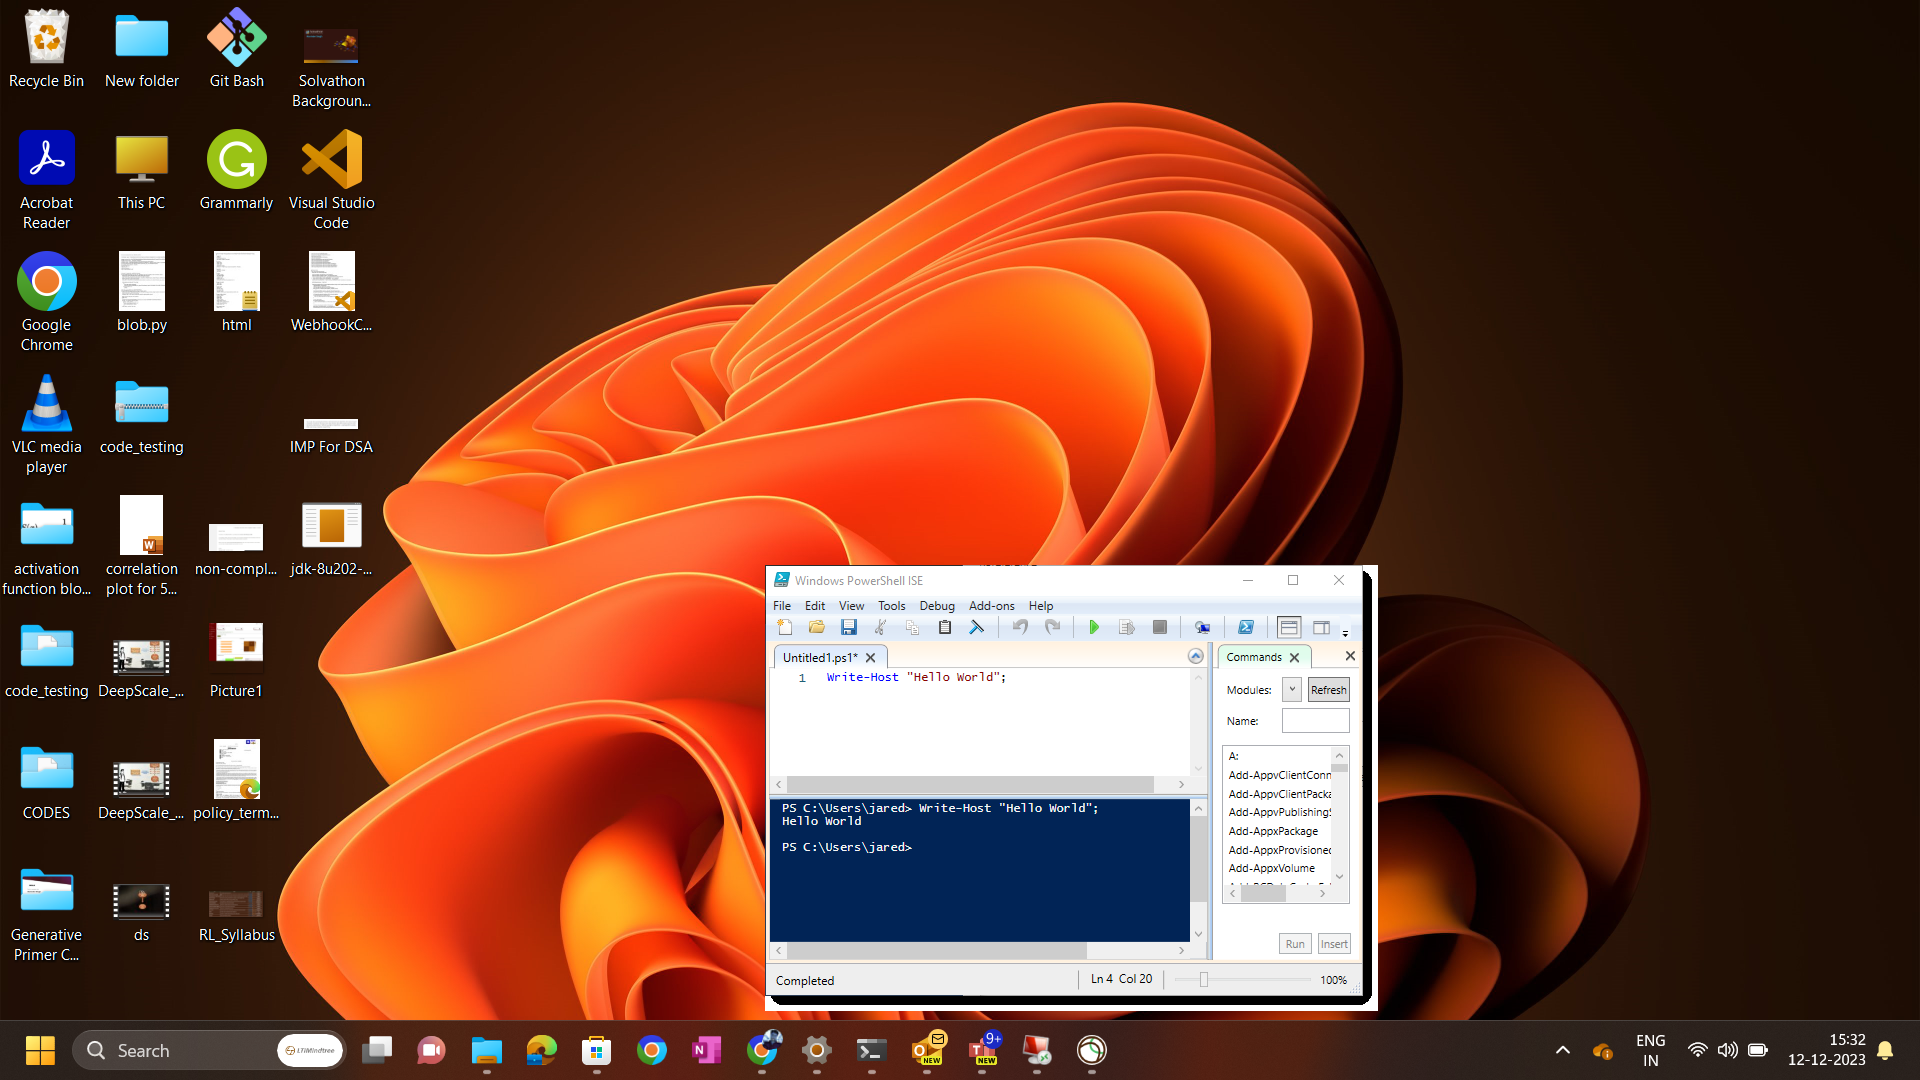 Recycle Bin
New folder
Git Bash
Solvathon
Backgroun...
Acrobat
Reader
This PC
Grammarly
Visual Studio
Code
Google
Chrome
blob.py
html
WebhookC...
VLC media
player
code_testing
IMP For DSA
activation
function blo...
correlation
plot for 5...
non-compl...
jdk-8u202-...
code_testing
DeepScale_...
Picture1
CODES
DeepScale_...
policy_term...
Generative
Primer C...
ds
RL_Syllabus
Windows PowerShell ISE
File Edit View Tools Debug Add-ons Help
Untitled1.ps1*
1 Write-Host "Hello World";
PS C:\Users\jared> Write-Host "Hello World";
Hello World
PS C:\Users\jared>
Commands
Modules: Refresh
Name:
A:
Add-AppvClientConn
Add-AppvClientPacka
Add-AppvPublishing
Add-AppxPackage
Add-AppxProvisioned
Add-AppxVolume
Run Insert
Completed
Ln 4 Col 20
100%
Search
LTIMindtree
NEW
9+
NEW
ENG
IN
15:32
12-12-2023